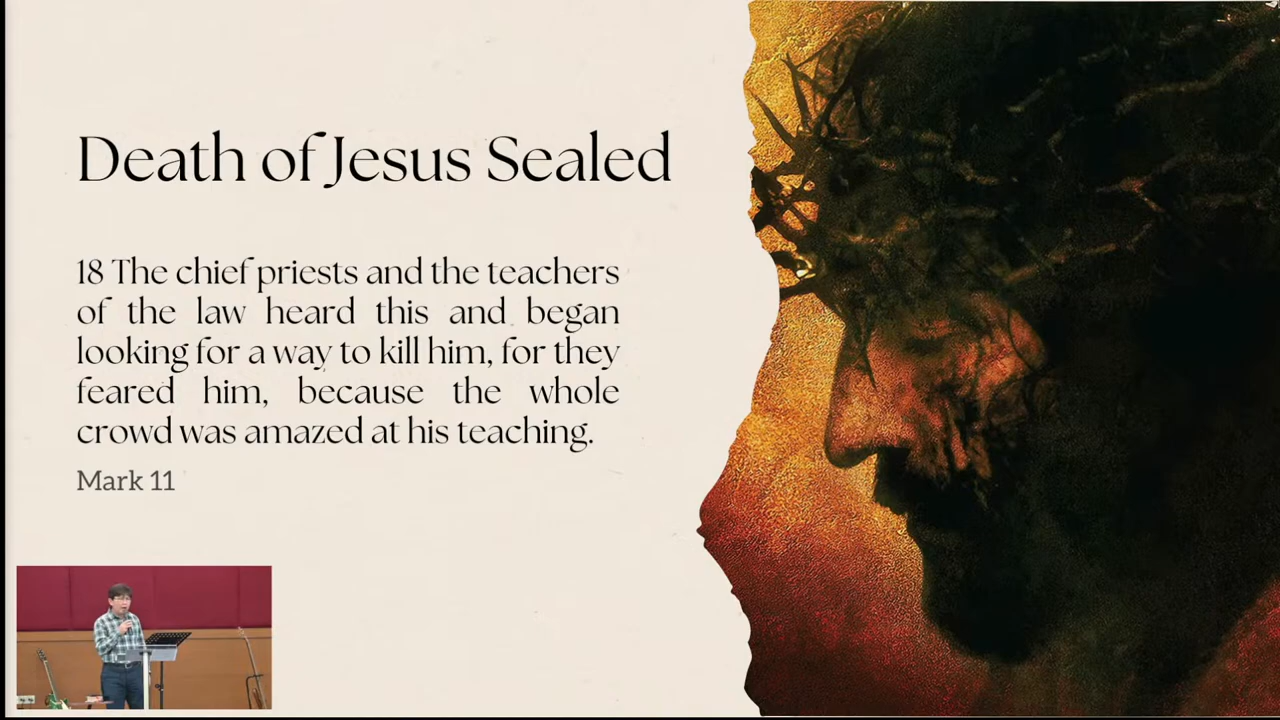 Death of Jesus Sealed
18 The chief priests and the teachers
of the law heard this and began
looking for a way to kill him, for they
feared him, because the whole
crowd was amazed at his teaching.
Mark 11